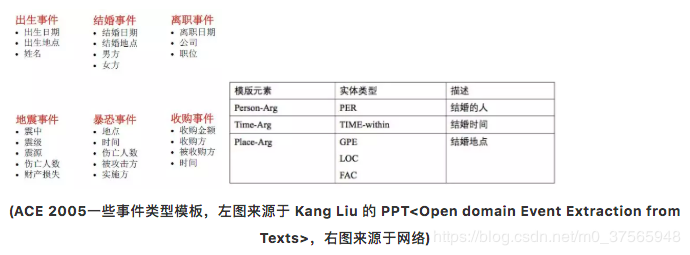 出生事件 结婚事件 离职事件
• 出生日期 • 结婚日期 • 离职日期
• 出生地点 • 结婚地点 • 公司
• 姓名 • 男方 • 职位
• 女方
模版元素 实体类型 描述
Person-Arg PER 结婚的人
地震事件 暴恐事件 收购事件
Time-Arg TIME-within 结婚时间
• 震中 • 地点 • 收购金额
Place-Arg GPE 结婚地点
• 震级 • 时间 • 收购方
• 震源 • 伤亡人数 • 被收购方
LOC
• 伤亡人数 • 被攻击方 • 时间
FAC
• 财产损失 • 实施方
(ACE 2005一些事件类型模板，左图来源于 Kang Liu 的 PPT<Open domain Event Extraction from
Texts>，右图来源于网络)
https://blog.csdn.net/m0_37565948